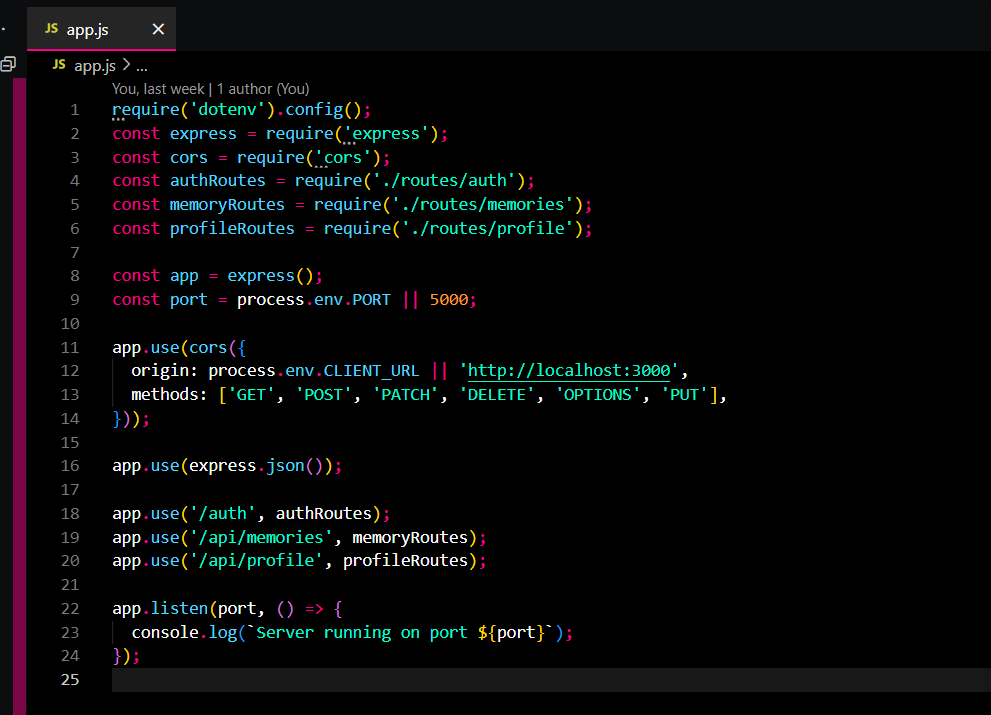 JS app.js ×
JS app.js > ...
You, last week | 1 author (You)
1 require('dotenv').config();
2 const express = require('express');
3 const cors = require('cors');
4 const authRoutes = require('./routes/auth');
5 const memoryRoutes = require('./routes/memories');
6 const profileRoutes = require('./routes/profile');
7
8 const app = express();
9 const port = process.env.PORT || 5000;
10
11 app.use(cors({
12   origin: process.env.CLIENT_URL || 'http://localhost:3000',
13   methods: ['GET', 'POST', 'PATCH', 'DELETE', 'OPTIONS', 'PUT'],
14 }));
15
16 app.use(express.json());
17
18 app.use('/auth', authRoutes);
19 app.use('/api/memories', memoryRoutes);
20 app.use('/api/profile', profileRoutes);
21
22 app.listen(port, () => {
23   console.log(`Server running on port ${port}`);
24 });
25